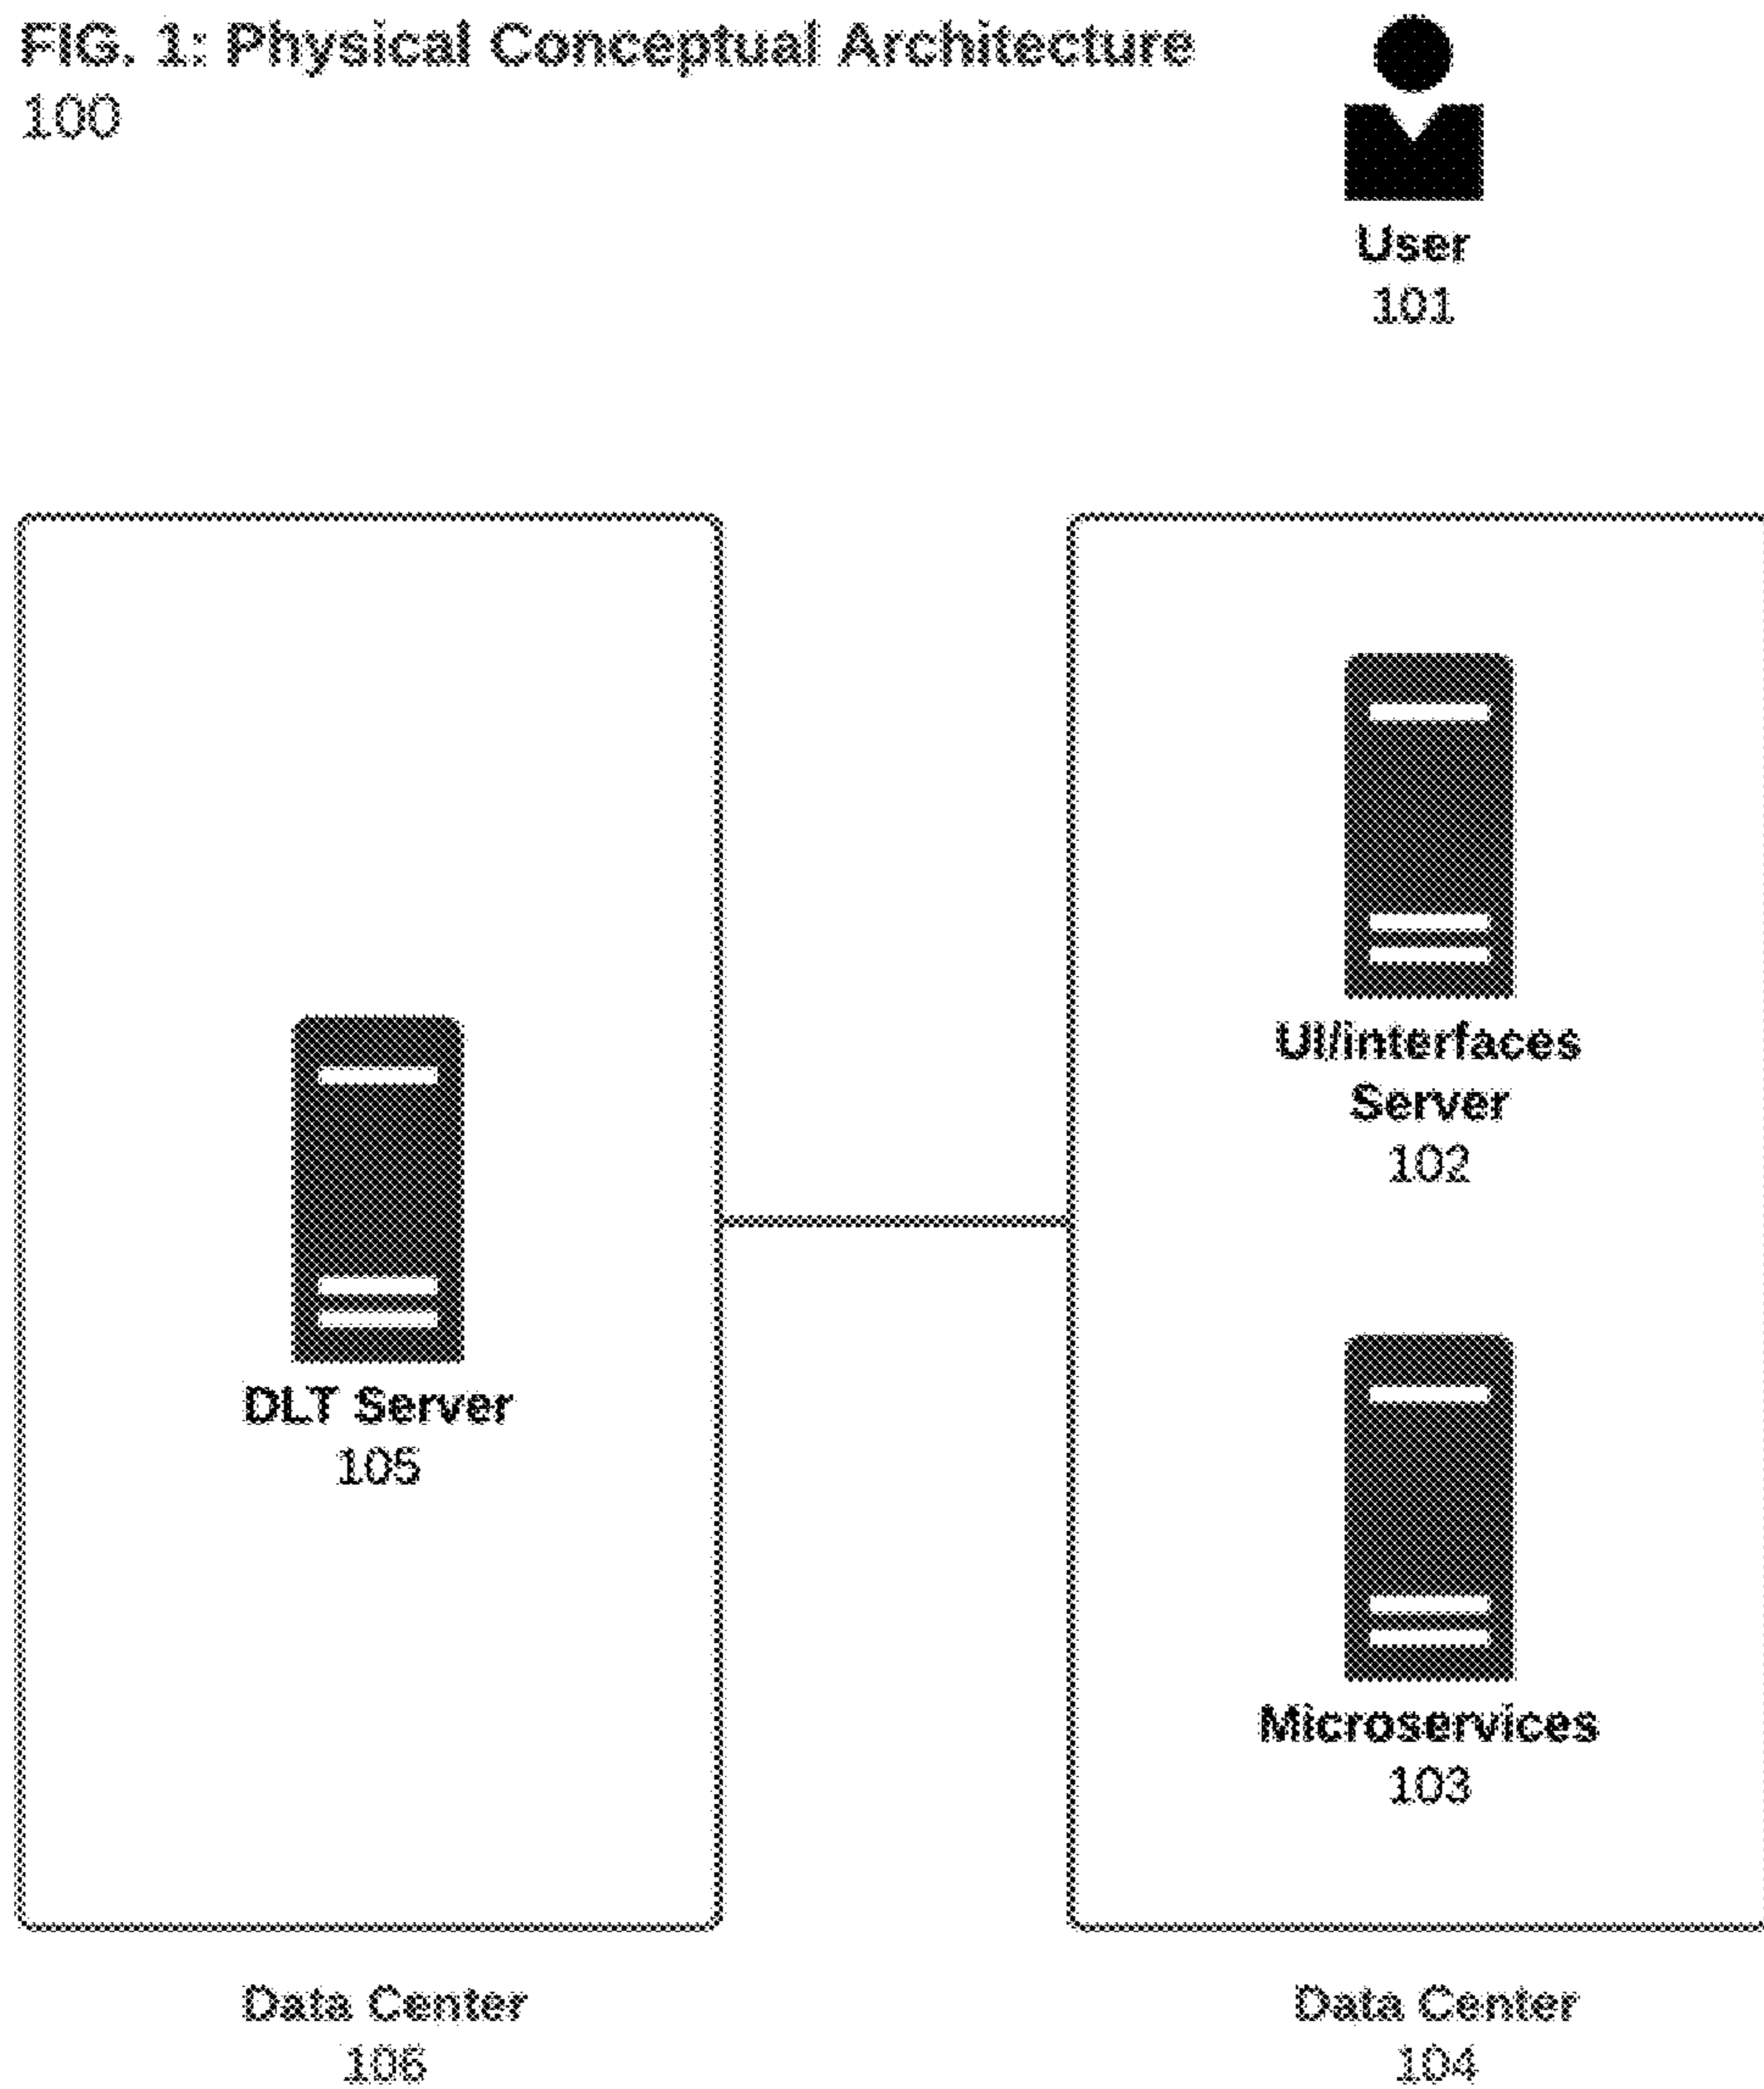 FIG. 1: Physical Conceptual Architecture
100
User
101
UI/interfaces
Server
102
DLT Server
105
Microservices
103
Data Center
106
Data Center
104